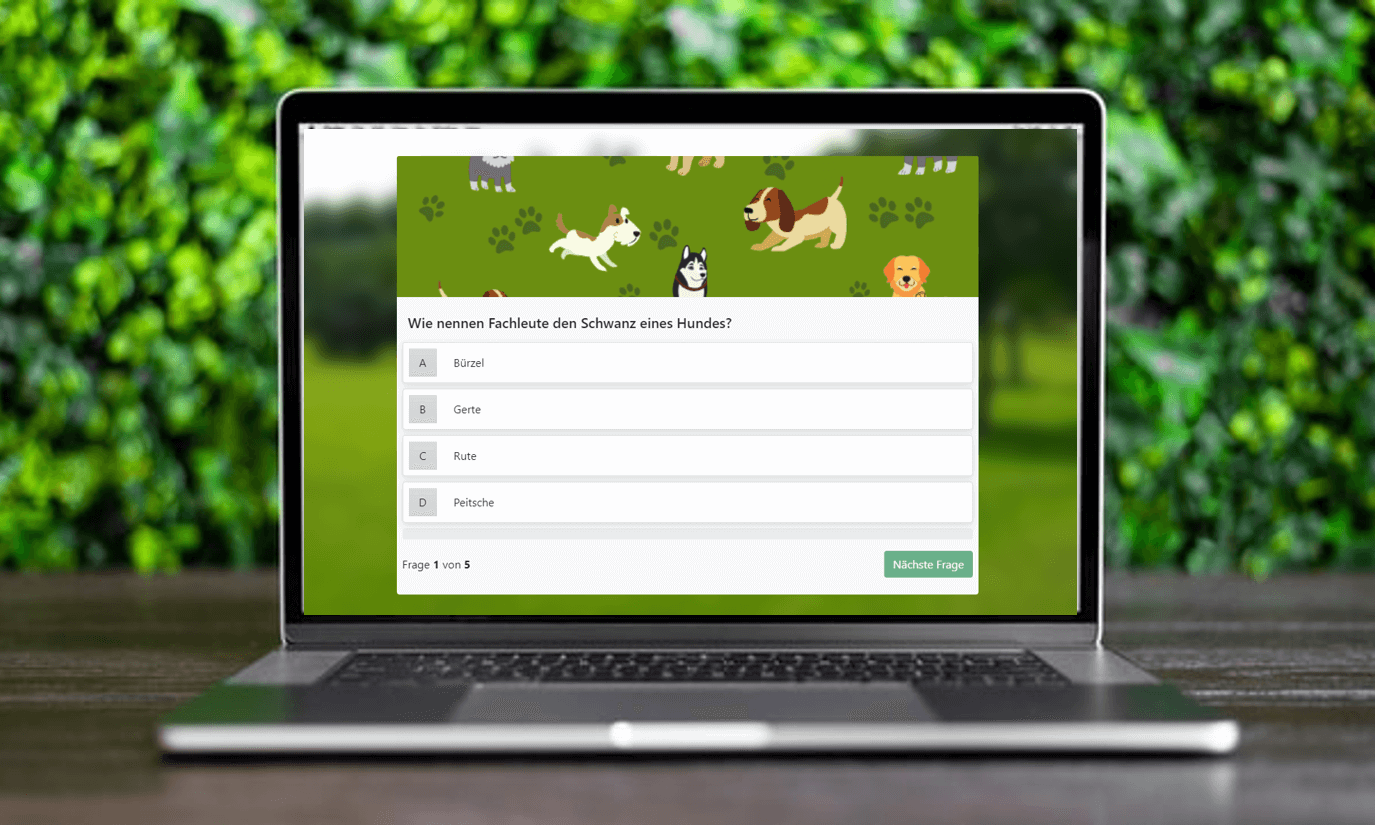 Wie nennen Fachleute den Schwanz eines Hundes?
A Bürzel
B Gerte
C Rute
D Peitsche
Frage 1 von 5 Nächste Frage